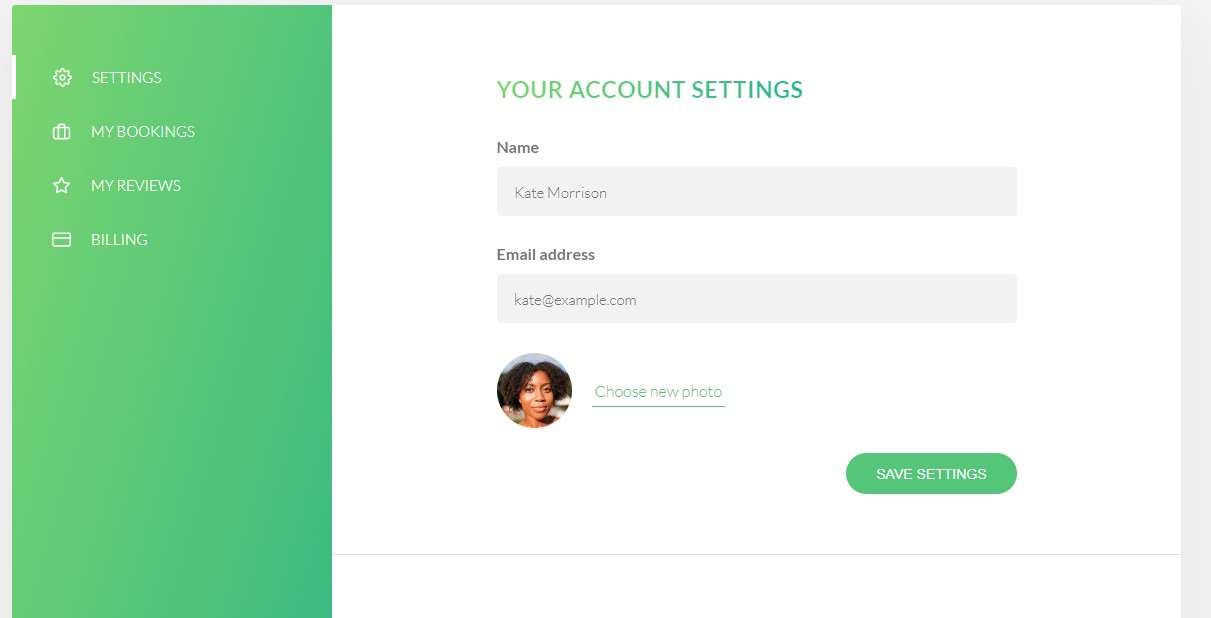 SETTINGS
MY BOOKINGS
MY REVIEWS
BILLING
YOUR ACCOUNT SETTINGS
Name
Kate Morrison
Email address
kate@example.com
Choose new photo
SAVE SETTINGS